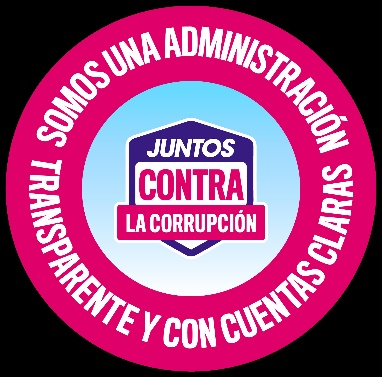 SOMOS UNA ADMINISTRACIÓN
TRANSPARENTE Y CON CUENTAS CLARAS
JUNTOS
CONTRA
LA CORRUPCIÓN